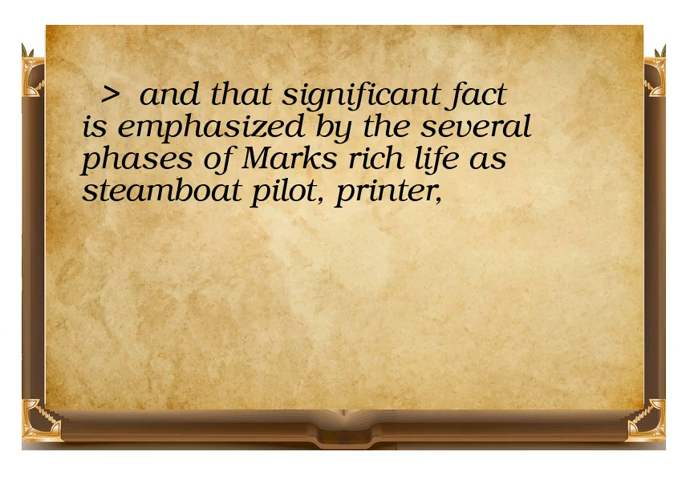 > and that significant fact
is emphasized by the several
phases of Marks rich life as
steamboat pilot, printer,